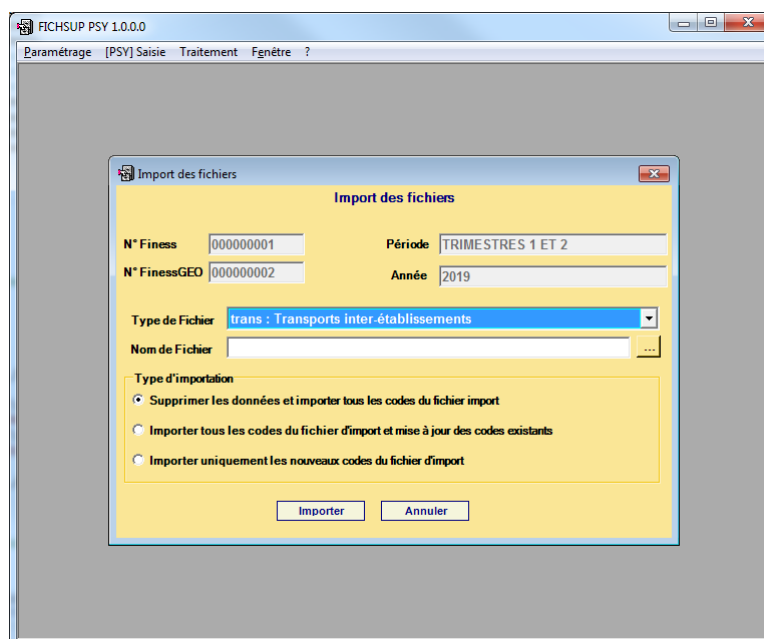 FICHSUP PSY 1.0.0.0
Paramétrage [PSY] Saisie Traitement Fenêtre ?
Import des fichiers
Import des fichiers
N° Finess 000000001 Période TRIMESTRES 1 ET 2
N° FinessGEO 000000002 Année 2019
Type de Fichier trans : Transports inter-établissements
Nom de Fichier ...
Type d'importation
Supprimer les données et importer tous les codes du fichier import
Importer tous les codes du fichier d'import et mise à jour des codes existants
Importer uniquement les nouveaux codes du fichier d'import
Importer Annuler